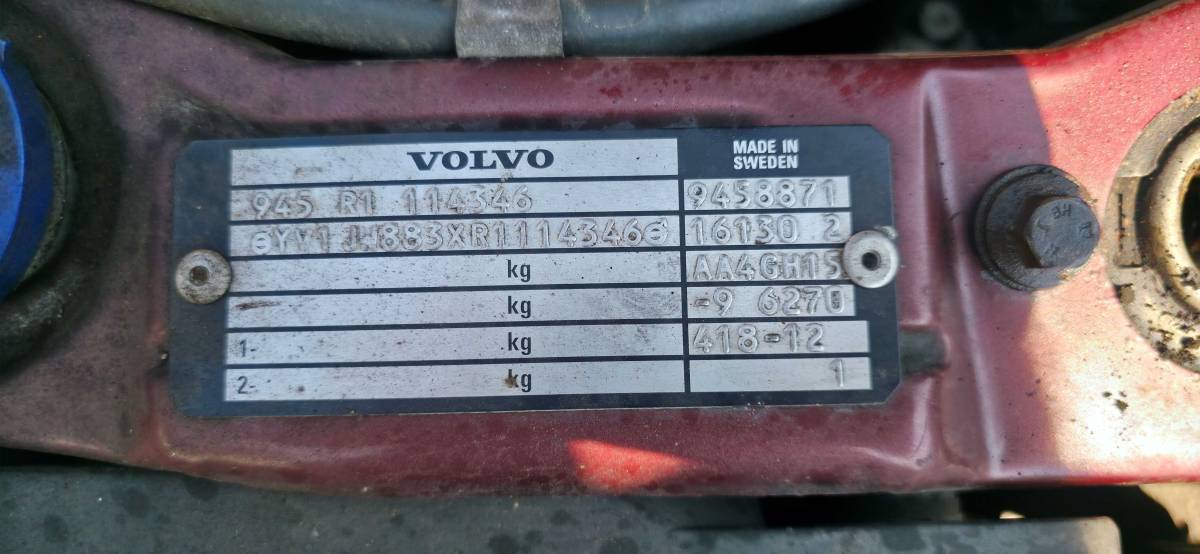 VOLVO
MADE IN
SWEDEN
945 R1 114346
9458871
YV1JW883XR1114346
16130 2
kg
AA4GH15
kg
-9 6270
1- kg
418-12
2- kg
1